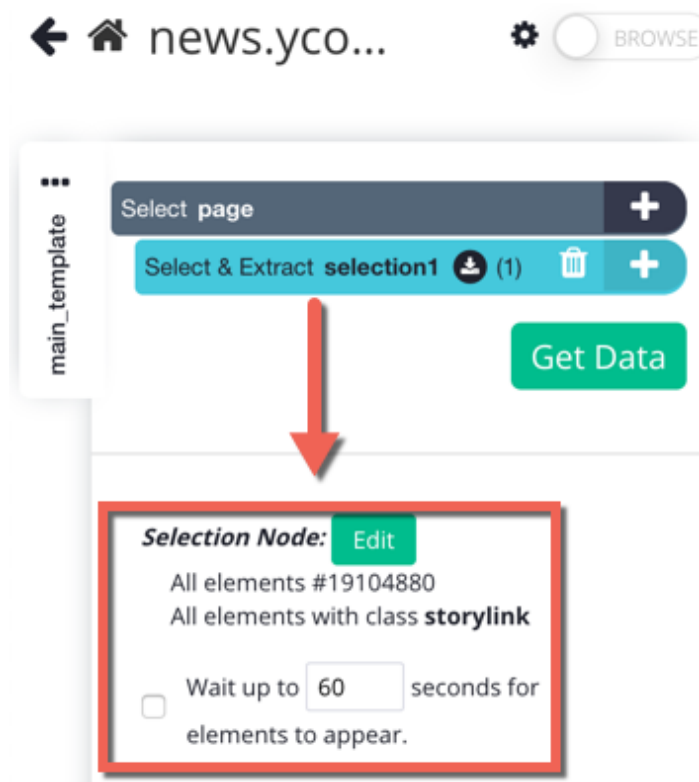 news.yco...
BROWSE
main_template
Select page
Select & Extract selection1 (1)
Get Data
Selection Node: Edit
All elements #19104880
All elements with class storylink
Wait up to 60 seconds for
elements to appear.